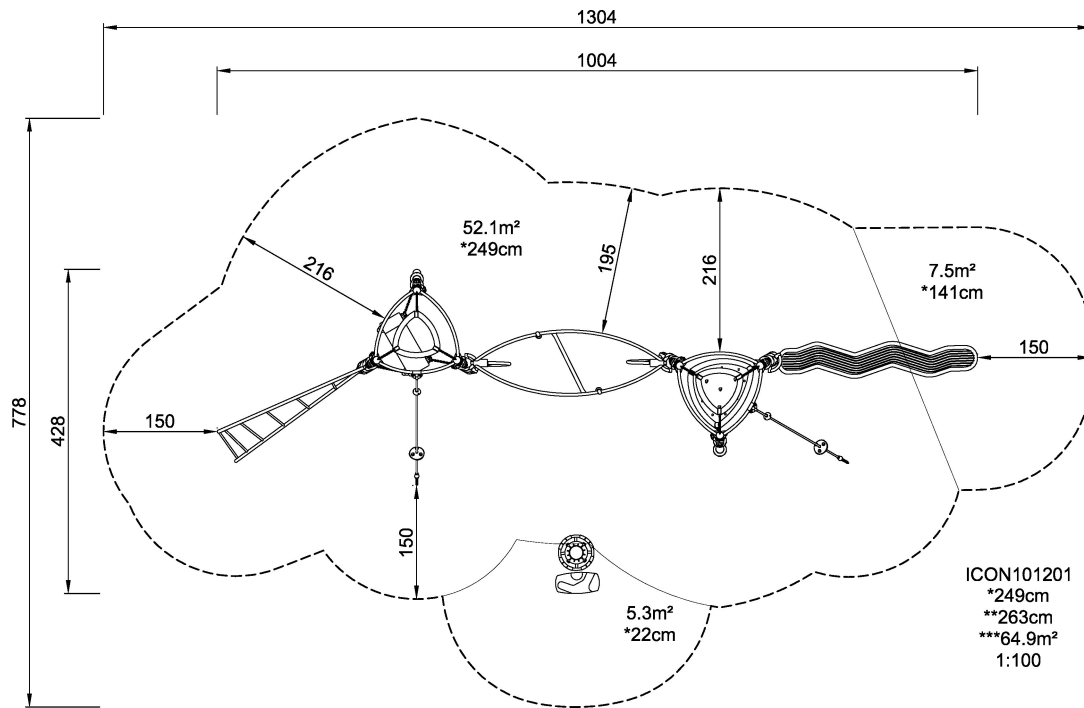 1304
1004
52.1m²
*249cm
216
195
216
7.5m²
*141cm
150
778
428
150
150
5.3m²
*22cm
ICON101201
*249cm
**263cm
***64.9m²
1:100